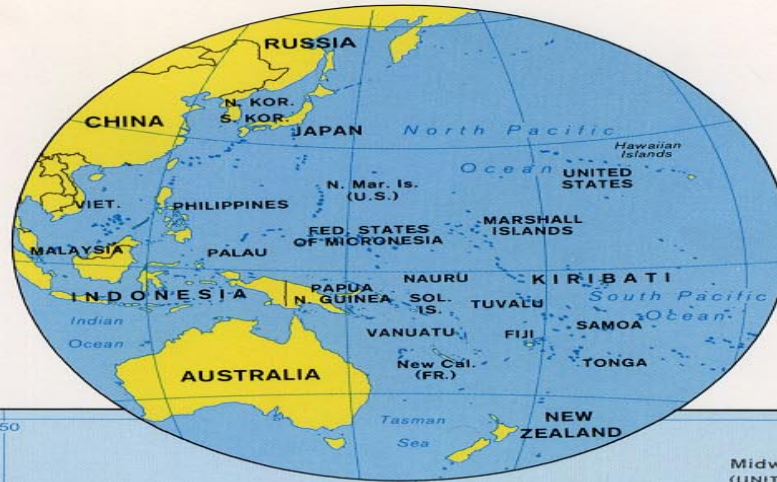 RUSSIA
N. KOR.
S. KOR.
CHINA
JAPAN
North Pacific
Ocean
Hawaiian
Islands
UNITED
STATES
VIET.
PHILIPPINES
N. Mar. Is.
(U.S.)
MARSHALL
ISLANDS
FED. STATES
OF MICRONESIA
MALAYSIA
PALAU
NAURU
KIRIBATI
INDONESIA
PAPUA
N. GUINEA
SOL.
IS.
TUVALU
South Pacific
Ocean
Indian
Ocean
VANUATU
FIJI
SAMOA
New Cal.
(FR.)
TONGA
AUSTRALIA
Tasman
Sea
NEW
ZEALAND
50
Midw
(UNIT